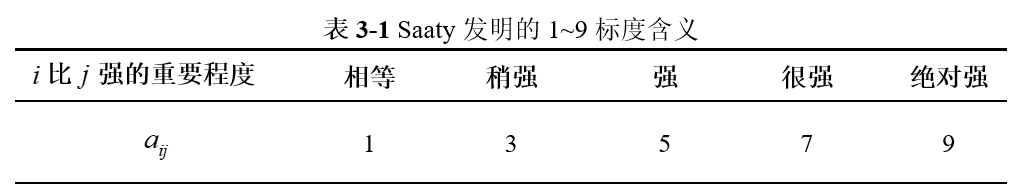 表 3-1 Saaty 发明的 1~9 标度含义
i 比 j 强的重要程度 相等 稍强 强 很强 绝对强
aij 1 3 5 7 9